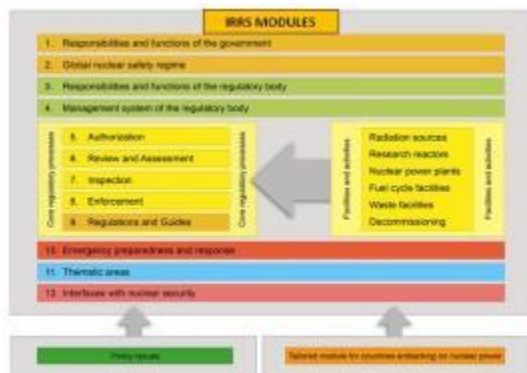 IRRS MODULES
1. Responsibilities and functions of the government
2. Global nuclear safety regime
3. Responsibilities and functions of the regulatory body
4. Management system of the regulatory body
Core regulatory processes
5. Authorization
6. Review and Assessment
7. Inspection
8. Enforcement
9. Regulations and Guides
Core regulatory processes
Facilities and activities
Radiation sources
Research reactors
Nuclear power plants
Fuel cycle facilities
Waste facilities
Decommissioning
Facilities and activities
10. Emergency preparedness and response
11. Thematic areas
12. Interfaces with nuclear security
Policy issues
Tailored module for countries embarking on nuclear power